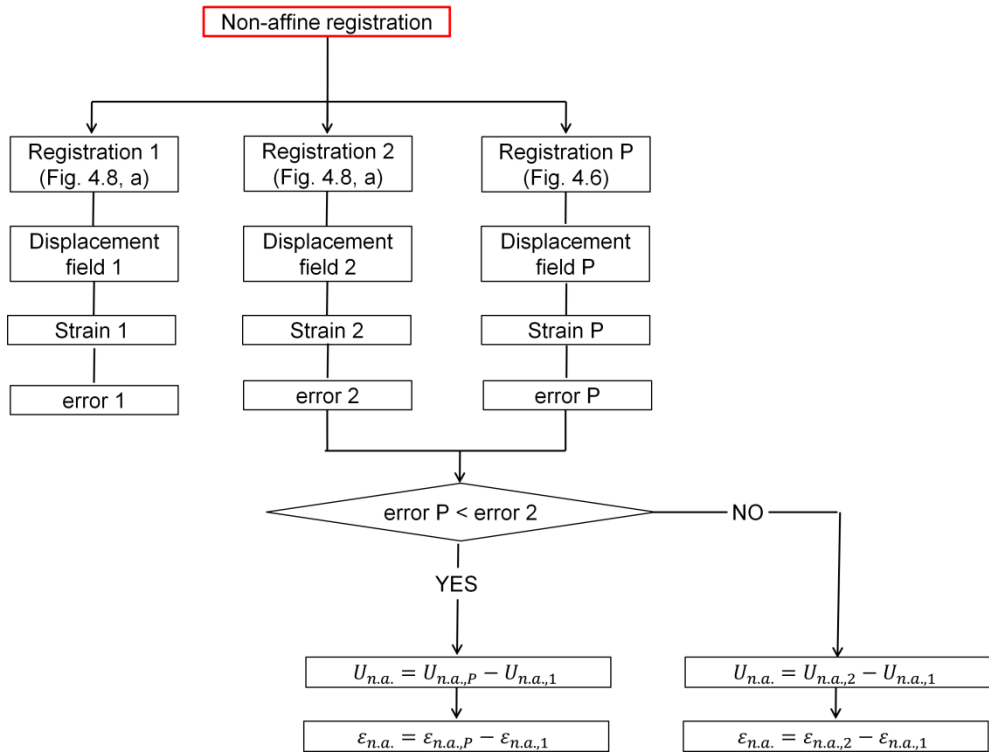 Non-affine registration
Registration 1
(Fig. 4.8, a)
Registration 2
(Fig. 4.8, a)
Registration P
(Fig. 4.6)
Displacement
field 1
Displacement
field 2
Displacement
field P
Strain 1
Strain 2
Strain P
error 1
error 2
error P
error P < error 2
NO
YES
U_{n.a.} = U_{n.a.,P} − U_{n.a.,1}
U_{n.a.} = U_{n.a.,2} − U_{n.a.,1}
ε_{n.a.} = ε_{n.a.,P} − ε_{n.a.,1}
ε_{n.a.} = ε_{n.a.,2} − ε_{n.a.,1}